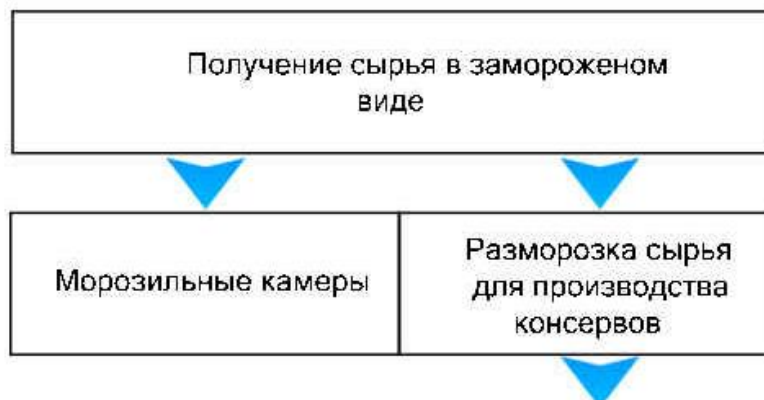 Получение сырья в замороженом
виде
Морозильные камеры
Разморозка сырья
для производства
консервов